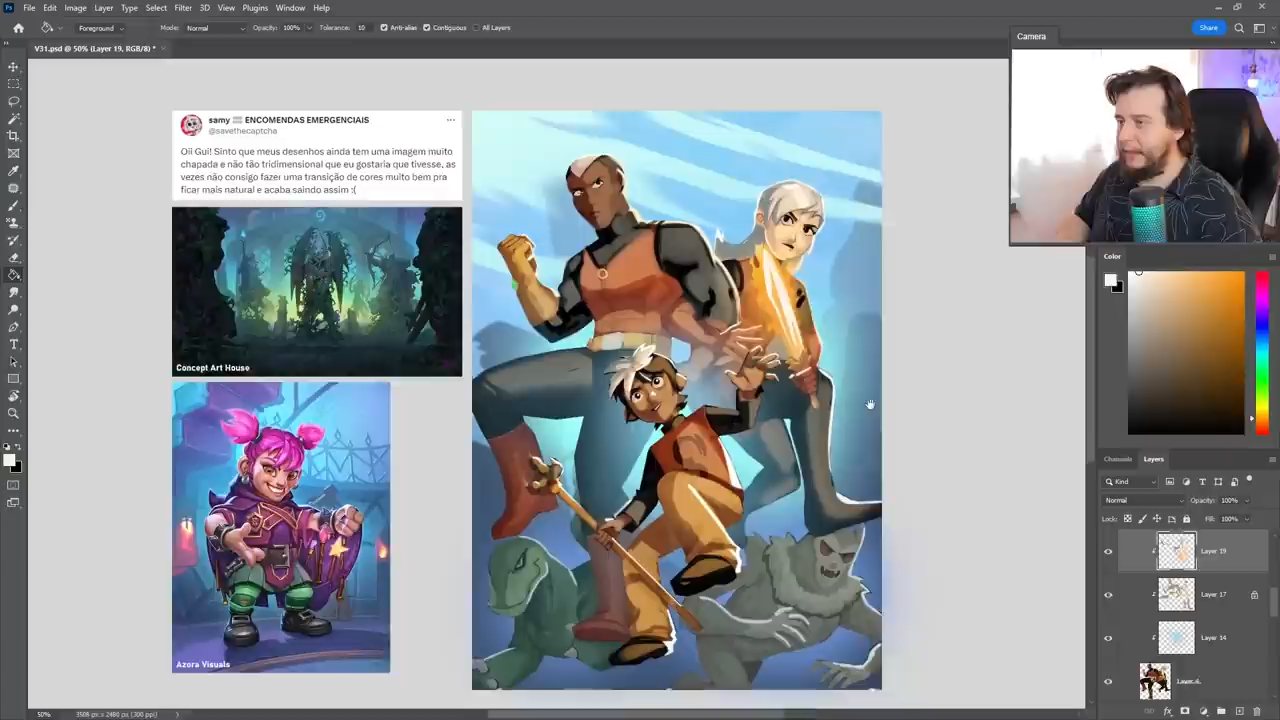 File Edit Image Layer Type Select Filter 3D View Plugins Window Help
Foreground Mode: Normal Opacity: 100% Tolerance: 10 Anti-alias Contiguous All Layers Share
V31.psd @ 50% (Layer 19, RGB/8) *
Camera
samy ENCOMENDAS EMERGENCIAIS
@savethecaptcha
Oii Gui! Sinto que meus desenhos ainda tem uma imagem muito
chapada e não tão tridimensional que eu gostaria que tivesse, as
vezes não consigo fazer uma transição de cores muito bem pra
ficar mais natural e acaba saindo assim :(
Concept Art House
Azora Visuals
Color
Channels Layers
Kind
Normal Opacity: 100%
Lock: Fill: 100%
Layer 19
Layer 17
Layer 14
50%